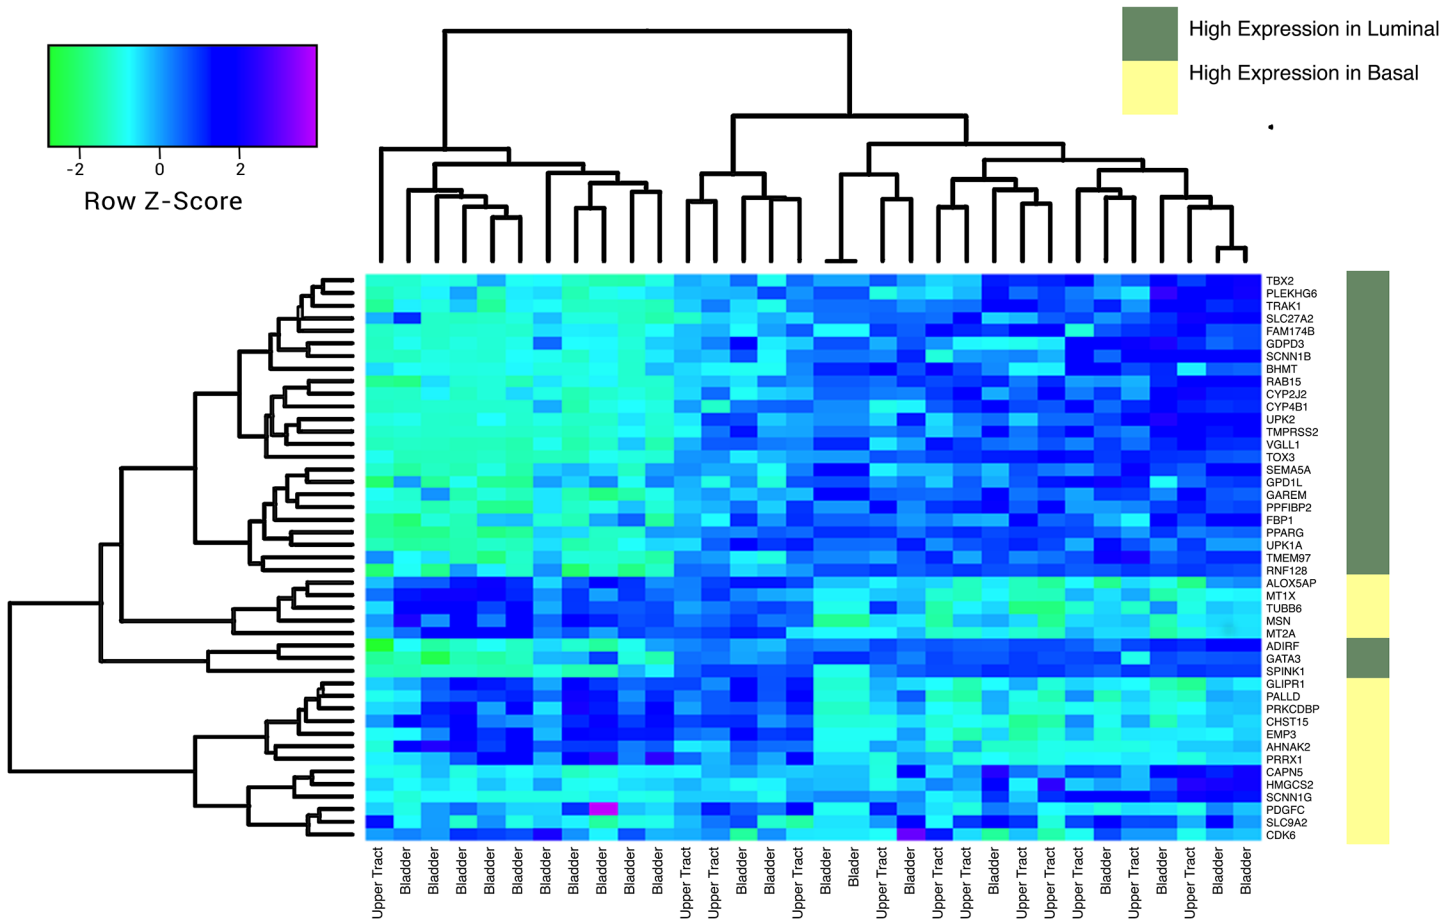 High Expression in Luminal
High Expression in Basal
-2 0 2
Row Z-Score
TBX2
PLEKHG6
TRAK1
SLC27A2
FAM174B
GDPD3
SCNN1B
BHMT
RAB15
CYP2J2
CYP4B1
UPK2
TMPRSS2
VGLL1
TOX3
SEMA5A
GPD1L
GAREM
PPFIBP2
FBP1
PPARG
UPK1A
TMEM97
RNF128
ALOX5AP
MT1X
TUBB6
MSN
MT2A
ADIRF
GATA3
SPINK1
GLIPR1
PALLD
PRKCDBP
CHST15
EMP3
AHNAK2
PRRX1
CAPN5
HMGCS2
SCNN1G
PDGFC
SLC9A2
CDK6
Upper Tract
Bladder
Bladder
Bladder
Bladder
Bladder
Bladder
Bladder
Bladder
Bladder
Bladder
Upper Tract
Upper Tract
Bladder
Bladder
Upper Tract
Bladder
Bladder
Upper Tract
Bladder
Upper Tract
Upper Tract
Bladder
Upper Tract
Upper Tract
Upper Tract
Bladder
Upper Tract
Bladder
Upper Tract
Bladder
Bladder